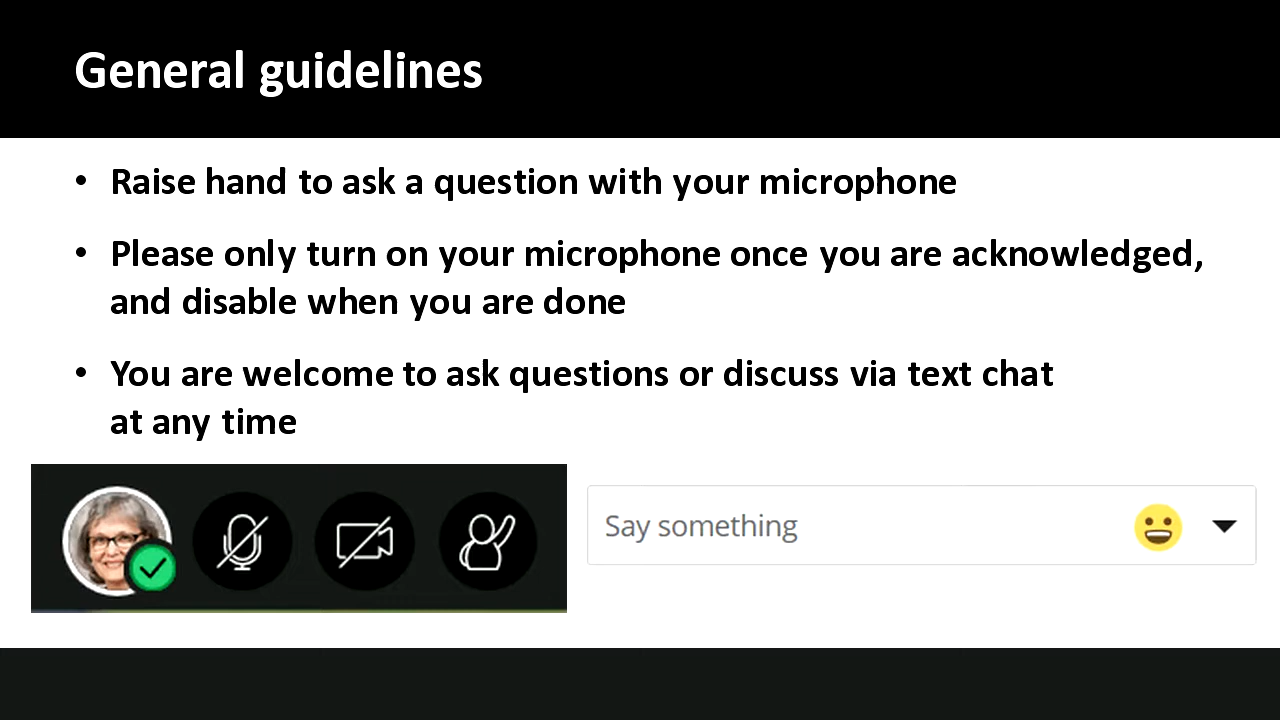 General guidelines
• Raise hand to ask a question with your microphone
• Please only turn on your microphone once you are acknowledged,
and disable when you are done
• You are welcome to ask questions or discuss via text chat
at any time
Say something